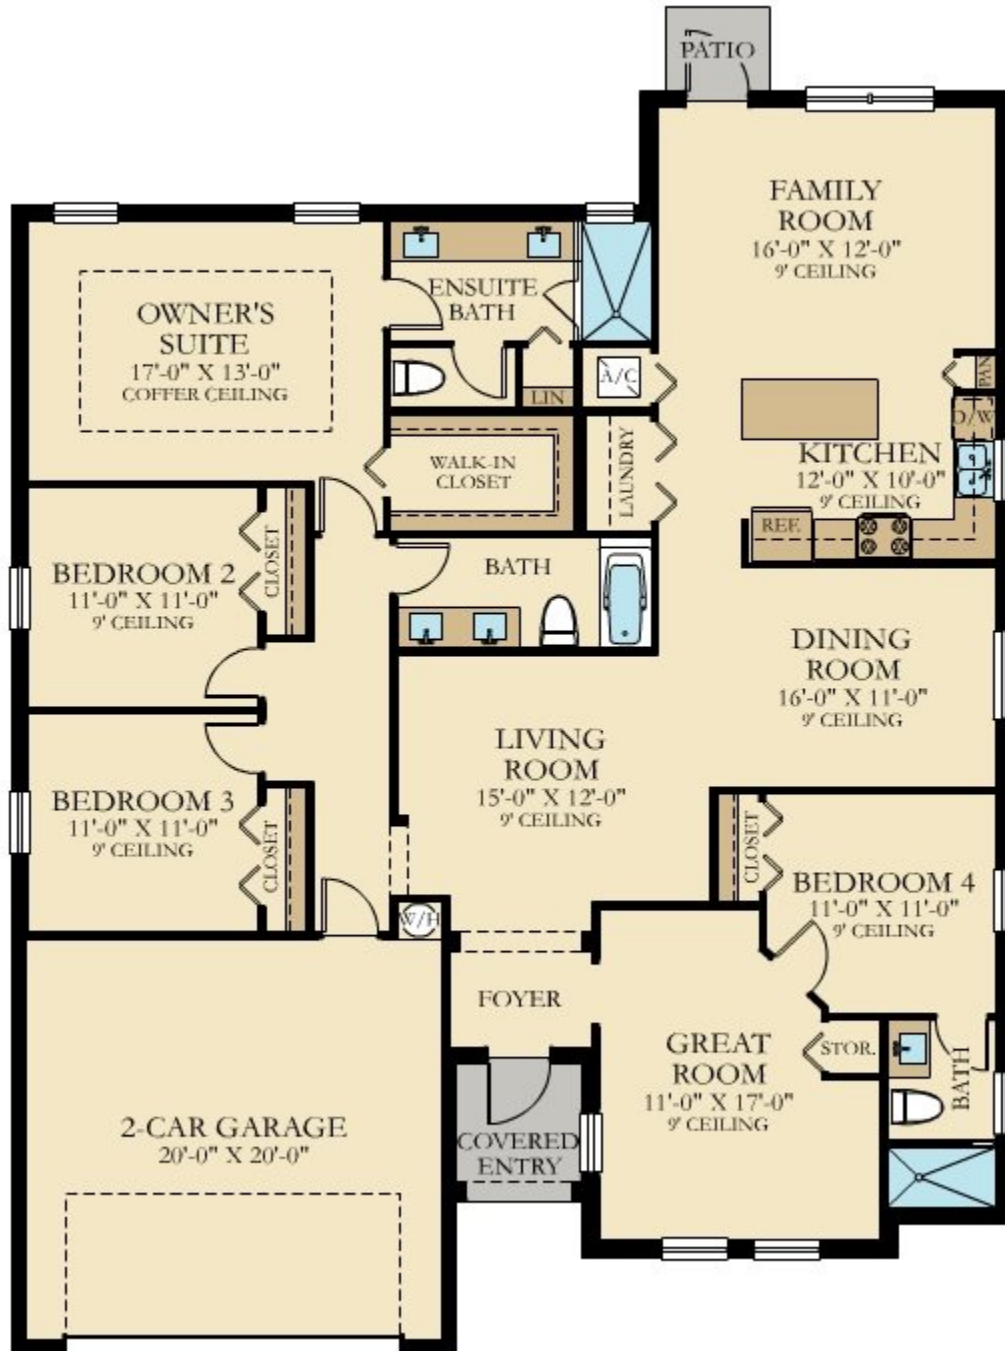 PATIO
FAMILY
ROOM
16'-0" X 12'-0"
9' CEILING
OWNER'S
SUITE
17'-0" X 13'-0"
COFFER CEILING
ENSUITE
BATH
LIN
A/C
PAN
D/W
KITCHEN
12'-0" X 10'-0"
9' CEILING
REF.
WALK-IN
CLOSET
LAUNDRY
BEDROOM 2
11'-0" X 11'-0"
9' CEILING
CLOSET
BATH
DINING
ROOM
16'-0" X 11'-0"
9' CEILING
LIVING
ROOM
15'-0" X 12'-0"
9' CEILING
BEDROOM 3
11'-0" X 11'-0"
9' CEILING
CLOSET
CLOSET
BEDROOM 4
11'-0" X 11'-0"
9' CEILING
W/H
FOYER
GREAT
ROOM
11'-0" X 17'-0"
9' CEILING
STOR.
BATH
2-CAR GARAGE
20'-0" X 20'-0"
COVERED
ENTRY